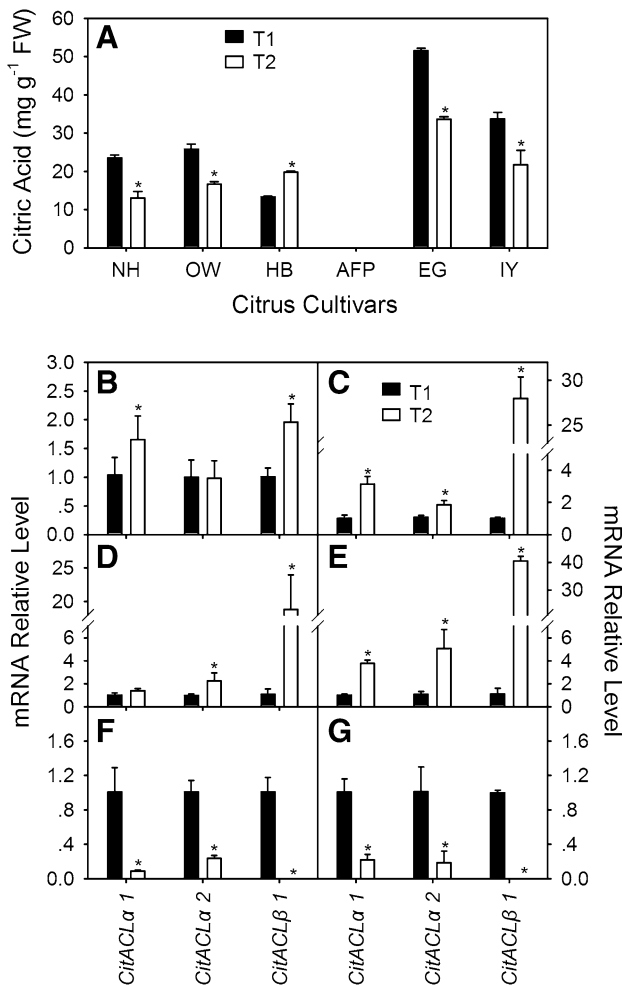 A
T1
T2
Citric Acid (mg g⁻¹ FW)
60
50
40
30
20
10
0
*
*
*
*
*
NH OW HB AFP EG IY
Citrus Cultivars
mRNA Relative Level
B
3.0
2.5
2.0
1.5
1.0
.5
0.0
*
*
C
T1
T2
30
25
4
2
0
*
*
*
D
25
20
6
4
2
0
*
*
E
40
30
6
4
2
0
*
*
*
F
1.6
1.2
.8
.4
0.0
*
*
*
G
1.6
1.2
.8
.4
0.0
*
*
*
mRNA Relative Level
CitACLα 1
CitACLα 2
CitACLβ 1
CitACLα 1
CitACLα 2
CitACLβ 1